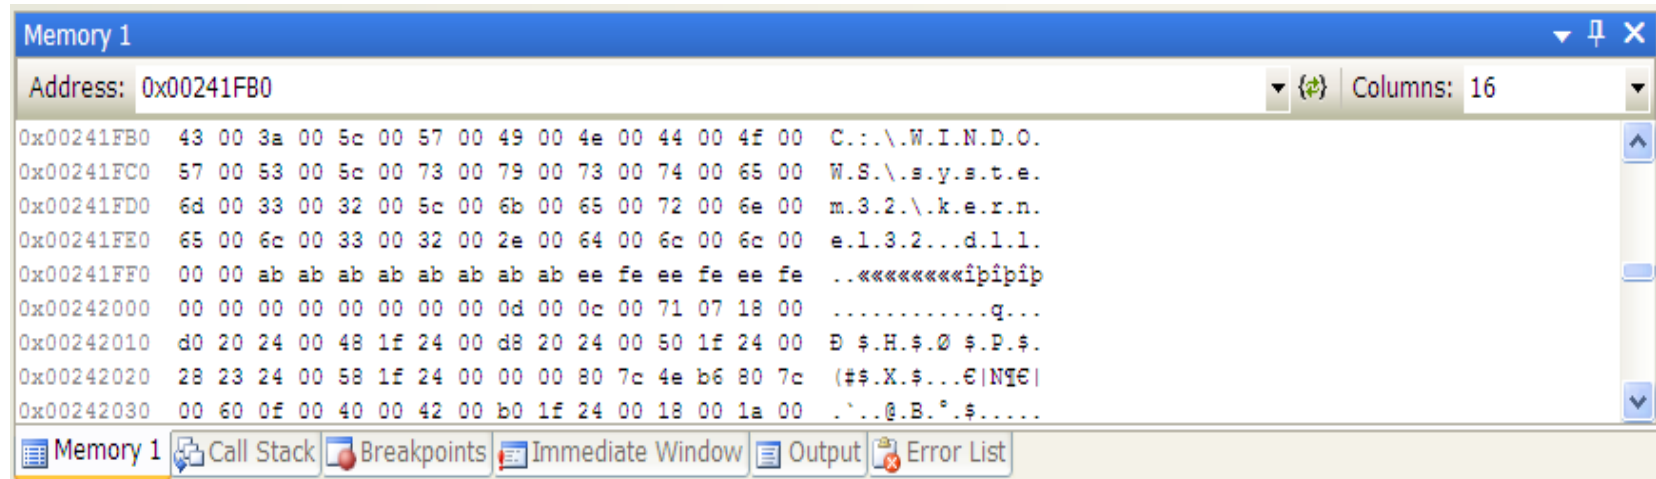 Memory 1
Address: 0x00241FB0 Columns: 16
0x00241FB0 43 00 3a 00 5c 00 57 00 49 00 4e 00 44 00 4f 00 C.:.\.W.I.N.D.O.
0x00241FC0 57 00 53 00 5c 00 73 00 79 00 73 00 74 00 65 00 W.S.\.s.y.s.t.e.
0x00241FD0 6d 00 33 00 32 00 5c 00 6b 00 65 00 72 00 6e 00 m.3.2.\.k.e.r.n.
0x00241FE0 65 00 6c 00 33 00 32 00 2e 00 64 00 6c 00 6c 00 e.l.3.2...d.l.l.
0x00241FF0 00 00 ab ab ab ab ab ab ab ab ee fe ee fe ee fe ..««««««««îþîþîþ
0x00242000 00 00 00 00 00 00 00 00 0d 00 0c 00 71 07 18 00 ............q...
0x00242010 d0 20 24 00 48 1f 24 00 d8 20 24 00 50 1f 24 00 Ð $.H.$.Ø $.P.$.
0x00242020 28 23 24 00 58 1f 24 00 00 00 80 7c 4e b6 80 7c (#$.X.$...€|N¶€|
0x00242030 00 60 0f 00 40 00 42 00 b0 1f 24 00 18 00 1a 00 .`..@.B.°.$.....
Memory 1 Call Stack Breakpoints Immediate Window Output Error List